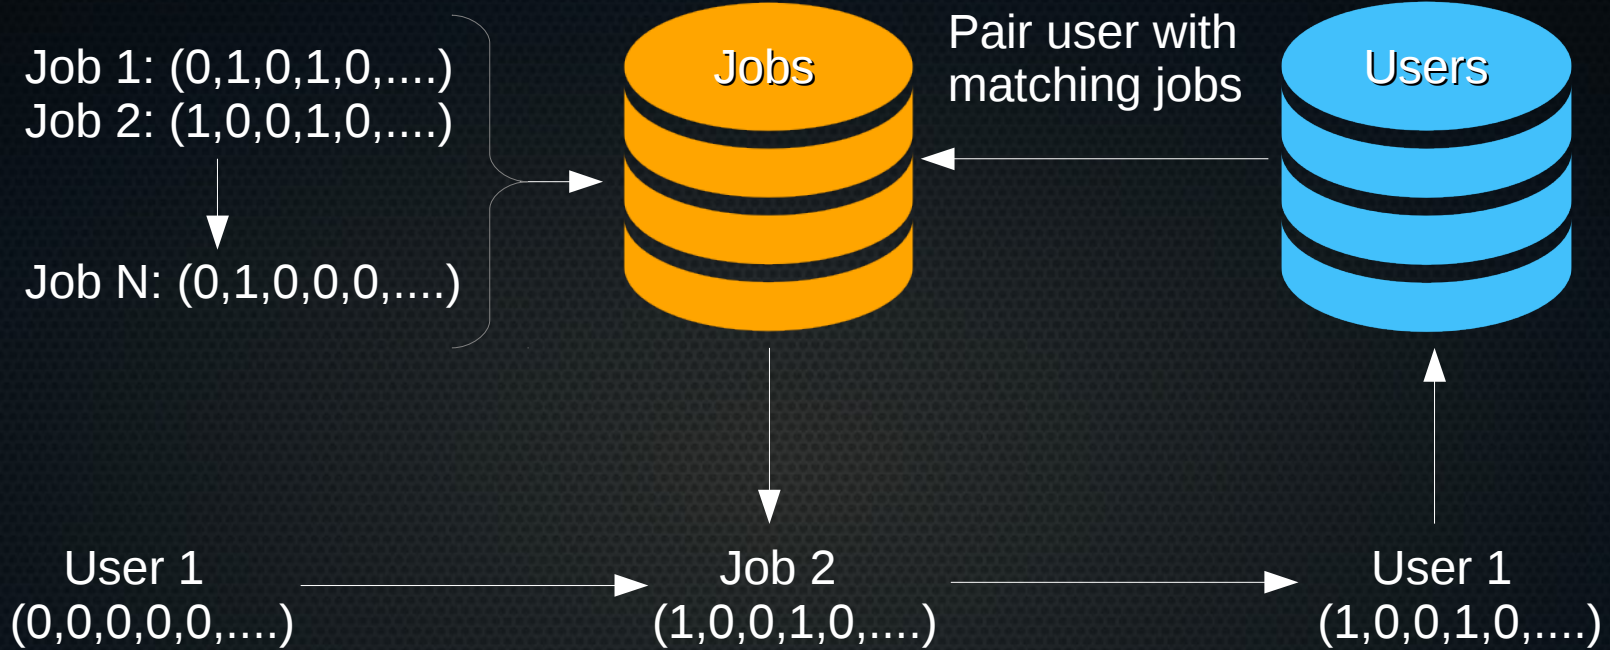 Job 1: (0,1,0,1,0,....)
Job 2: (1,0,0,1,0,....)
Job N: (0,1,0,0,0,....)
Jobs
Pair user with
matching jobs
Users
User 1
(0,0,0,0,0,....)
Job 2
(1,0,0,1,0,....)
User 1
(1,0,0,1,0,....)